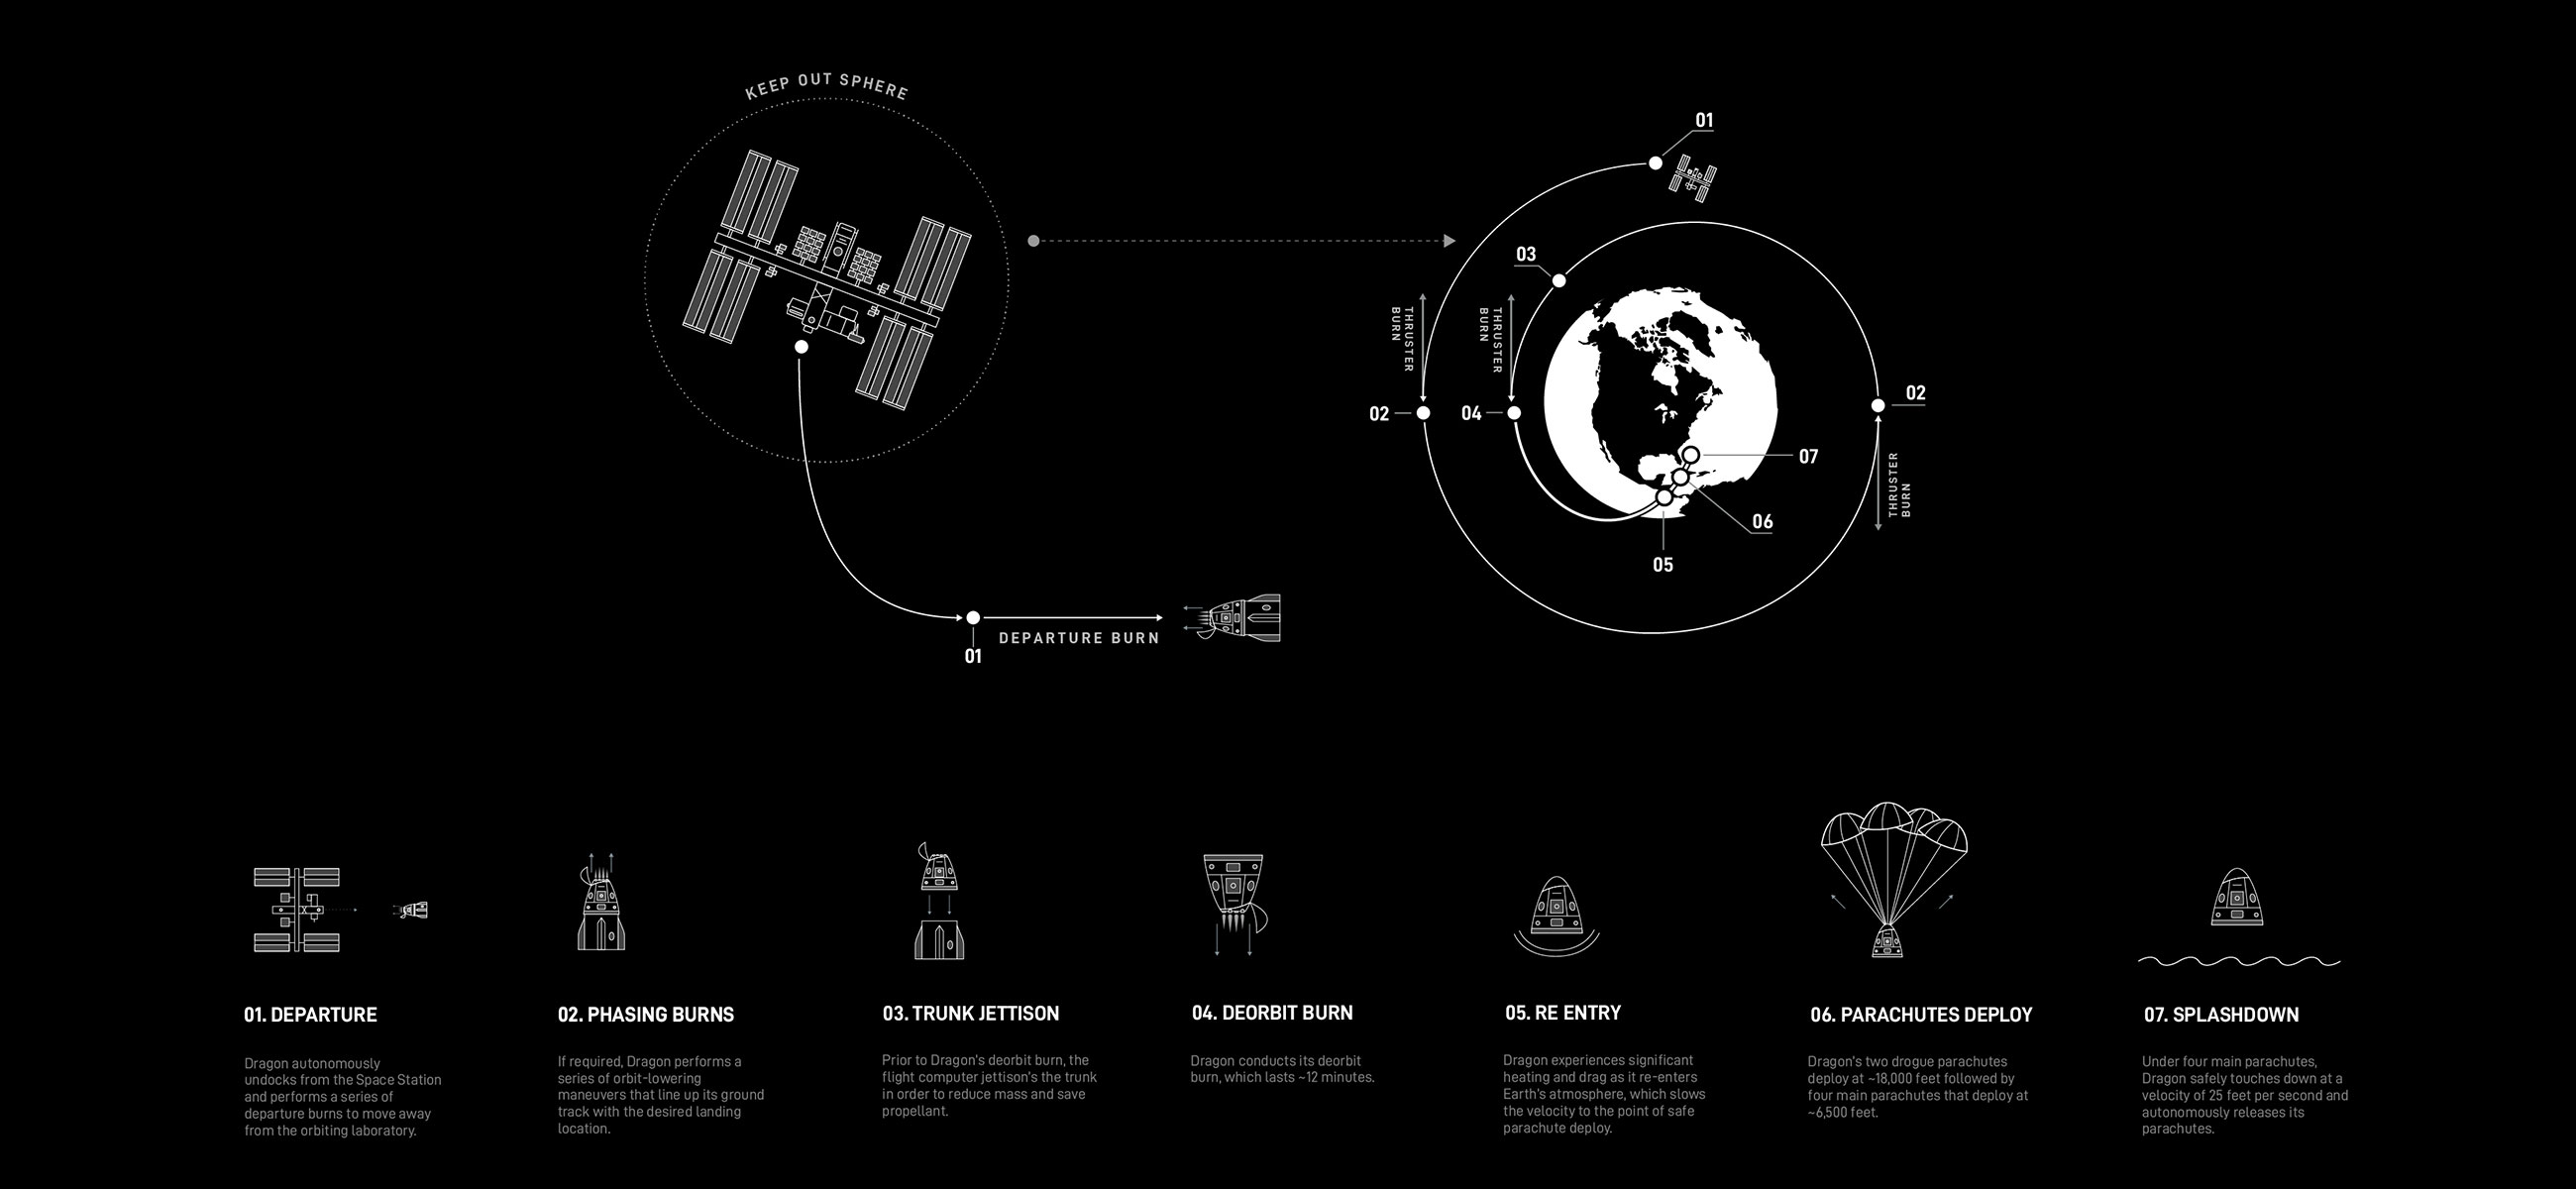 KEEP OUT SPHERE
01
DEPARTURE BURN
01
03
THRUSTER
BURN
THRUSTER
BURN
02
04
02
THRUSTER
BURN
07
06
05
01. DEPARTURE
Dragon autonomously
undocks from the Space Station
and performs a series of
departure burns to move away
from the orbiting laboratory.
02. PHASING BURNS
If required, Dragon performs a
series of orbit-lowering
maneuvers that line up its ground
track with the desired landing
location.
03. TRUNK JETTISON
Prior to Dragon's deorbit burn, the
flight computer jettison's the trunk
in order to reduce mass and save
propellant.
04. DEORBIT BURN
Dragon conducts its deorbit
burn, which lasts ~12 minutes.
05. RE ENTRY
Dragon experiences significant
heating and drag as it re-enters
Earth's atmosphere, which slows
the velocity to the point of safe
parachute deploy.
06. PARACHUTES DEPLOY
Dragon's two drogue parachutes
deploy at ~18,000 feet followed by
four main parachutes that deploy at
~6,500 feet.
07. SPLASHDOWN
Under four main parachutes,
Dragon safely touches down at a
velocity of 25 feet per second and
autonomously releases its
parachutes.